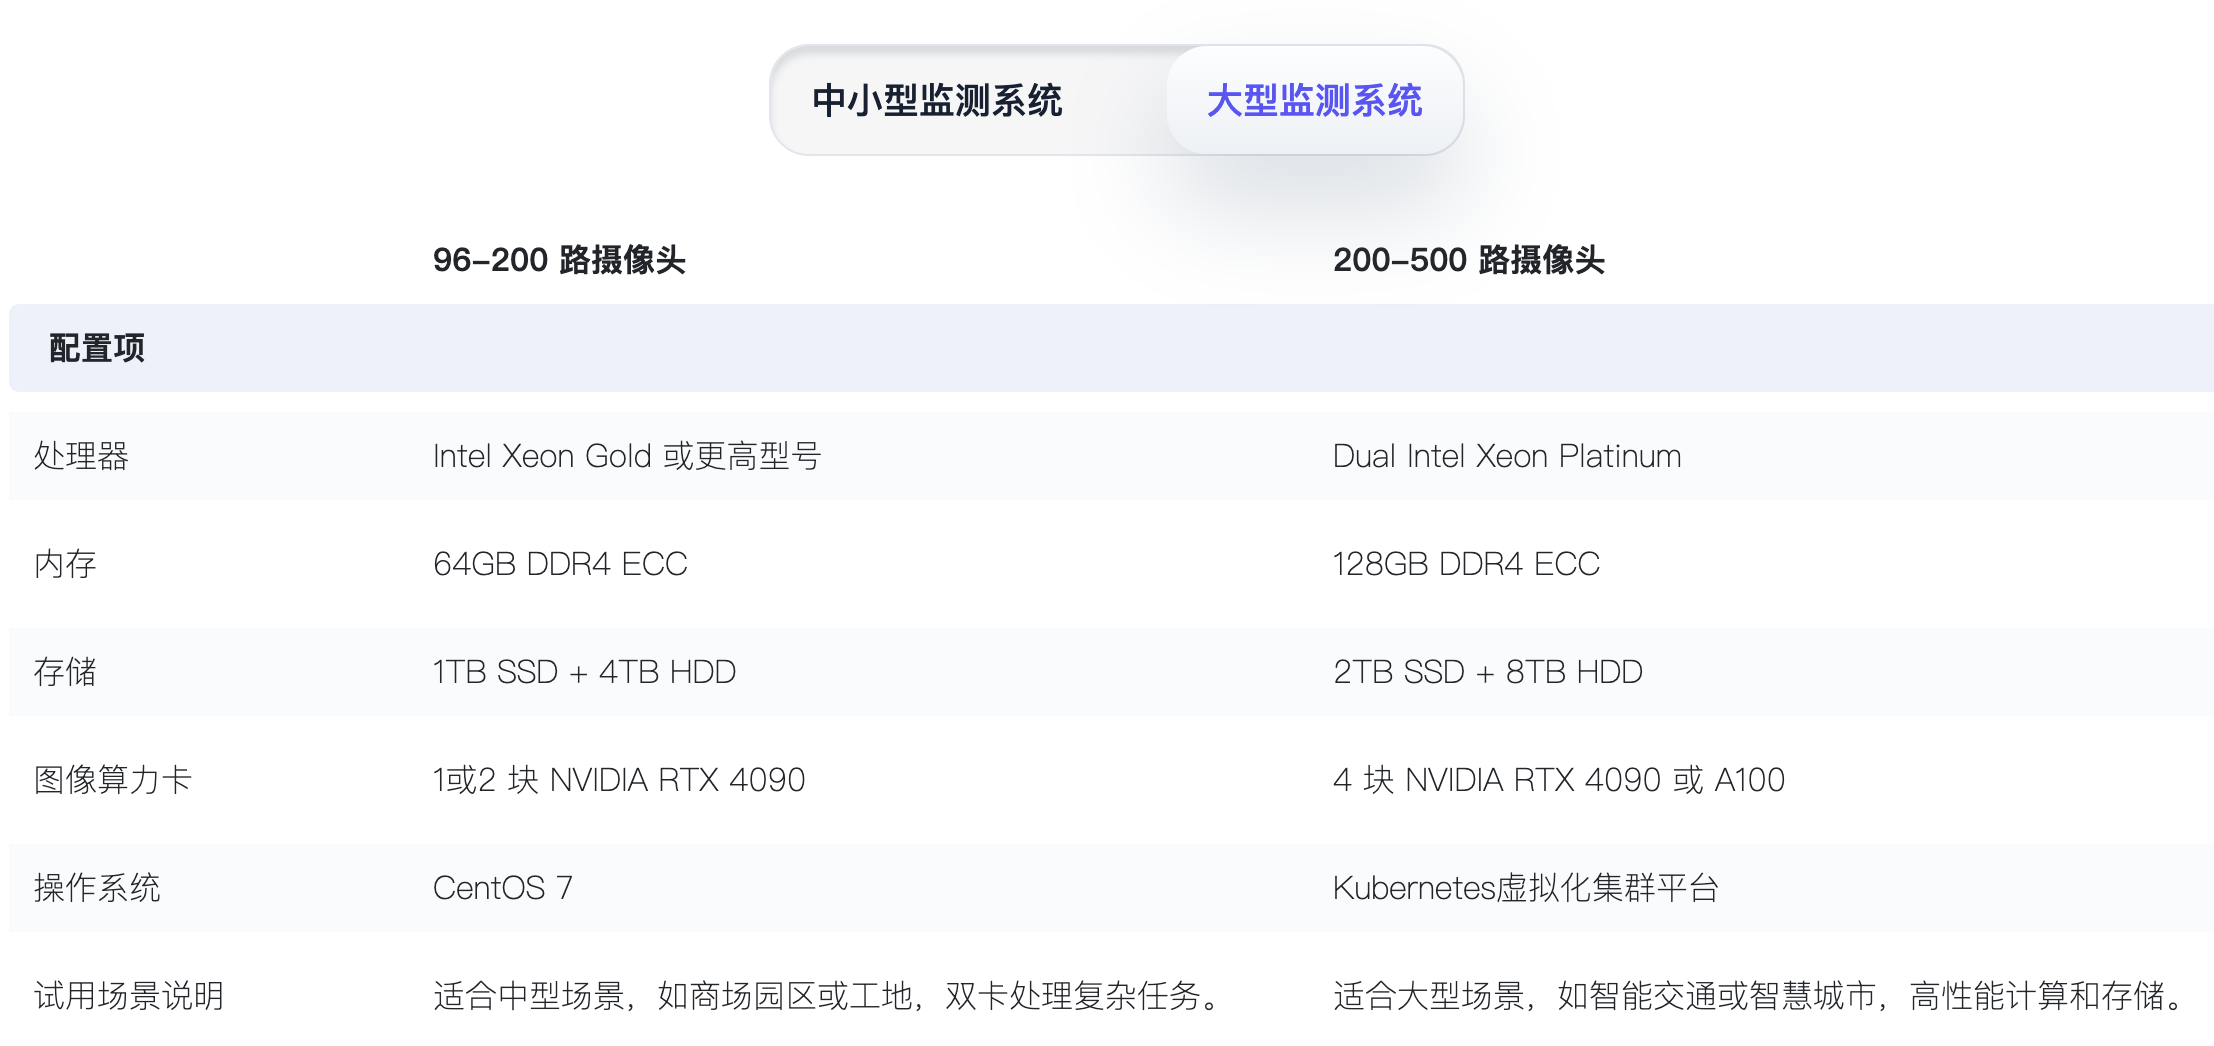 中小型监测系统 大型监测系统
96-200 路摄像头 200-500 路摄像头
配置项
处理器 Intel Xeon Gold 或更高型号 Dual Intel Xeon Platinum
内存 64GB DDR4 ECC 128GB DDR4 ECC
存储 1TB SSD + 4TB HDD 2TB SSD + 8TB HDD
图像算力卡 1或2 块 NVIDIA RTX 4090 4 块 NVIDIA RTX 4090 或 A100
操作系统 CentOS 7 Kubernetes虚拟化集群平台
试用场景说明 适合中型场景，如商场园区或工地，双卡处理复杂任务。 适合大型场景，如智能交通或智慧城市，高性能计算和存储。